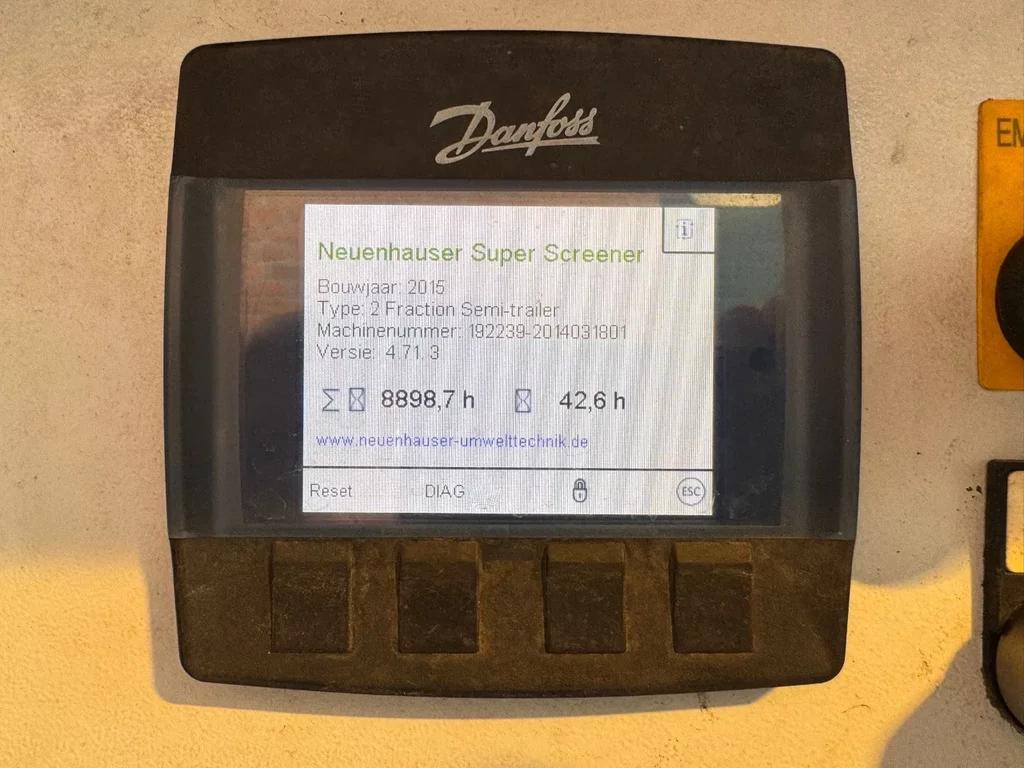 Danfoss
EM
i
Neuenhauser Super Screener
Bouwjaar: 2015
Type: 2 Fraction Semi-trailer
Machinenummer: 192239-2014031801
Versie: 4.71.3
Σ 8898,7 h 42,6 h
www.neuenhauser-umwelttechnik.de
Reset DIAG ESC